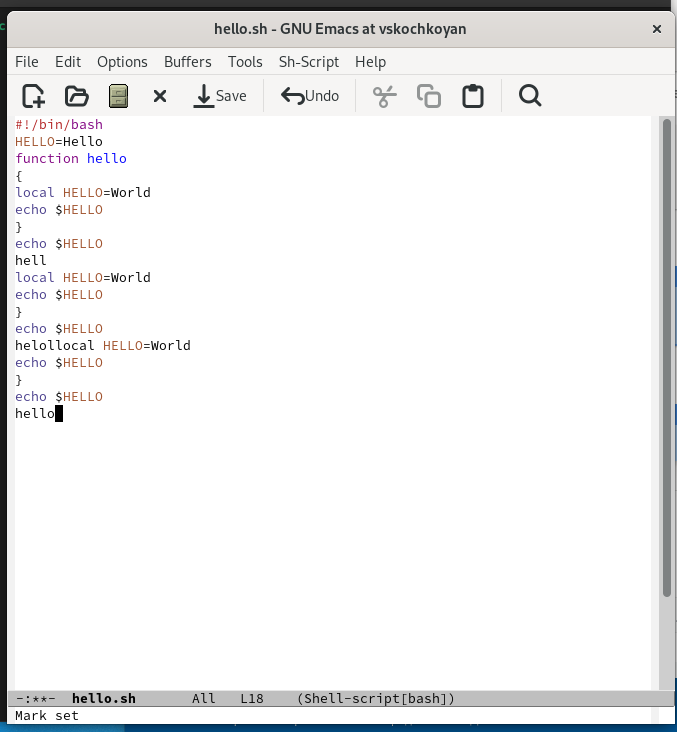 hello.sh - GNU Emacs at vskochkoyan
File Edit Options Buffers Tools Sh-Script Help
Save Undo
#!/bin/bash
HELLO=Hello
function hello
{
local HELLO=World
echo $HELLO
}
echo $HELLO
hell
local HELLO=World
echo $HELLO
}
echo $HELLO
helollocal HELLO=World
echo $HELLO
}
echo $HELLO
hello
-:**- hello.sh All L18 (Shell-script[bash])
Mark set